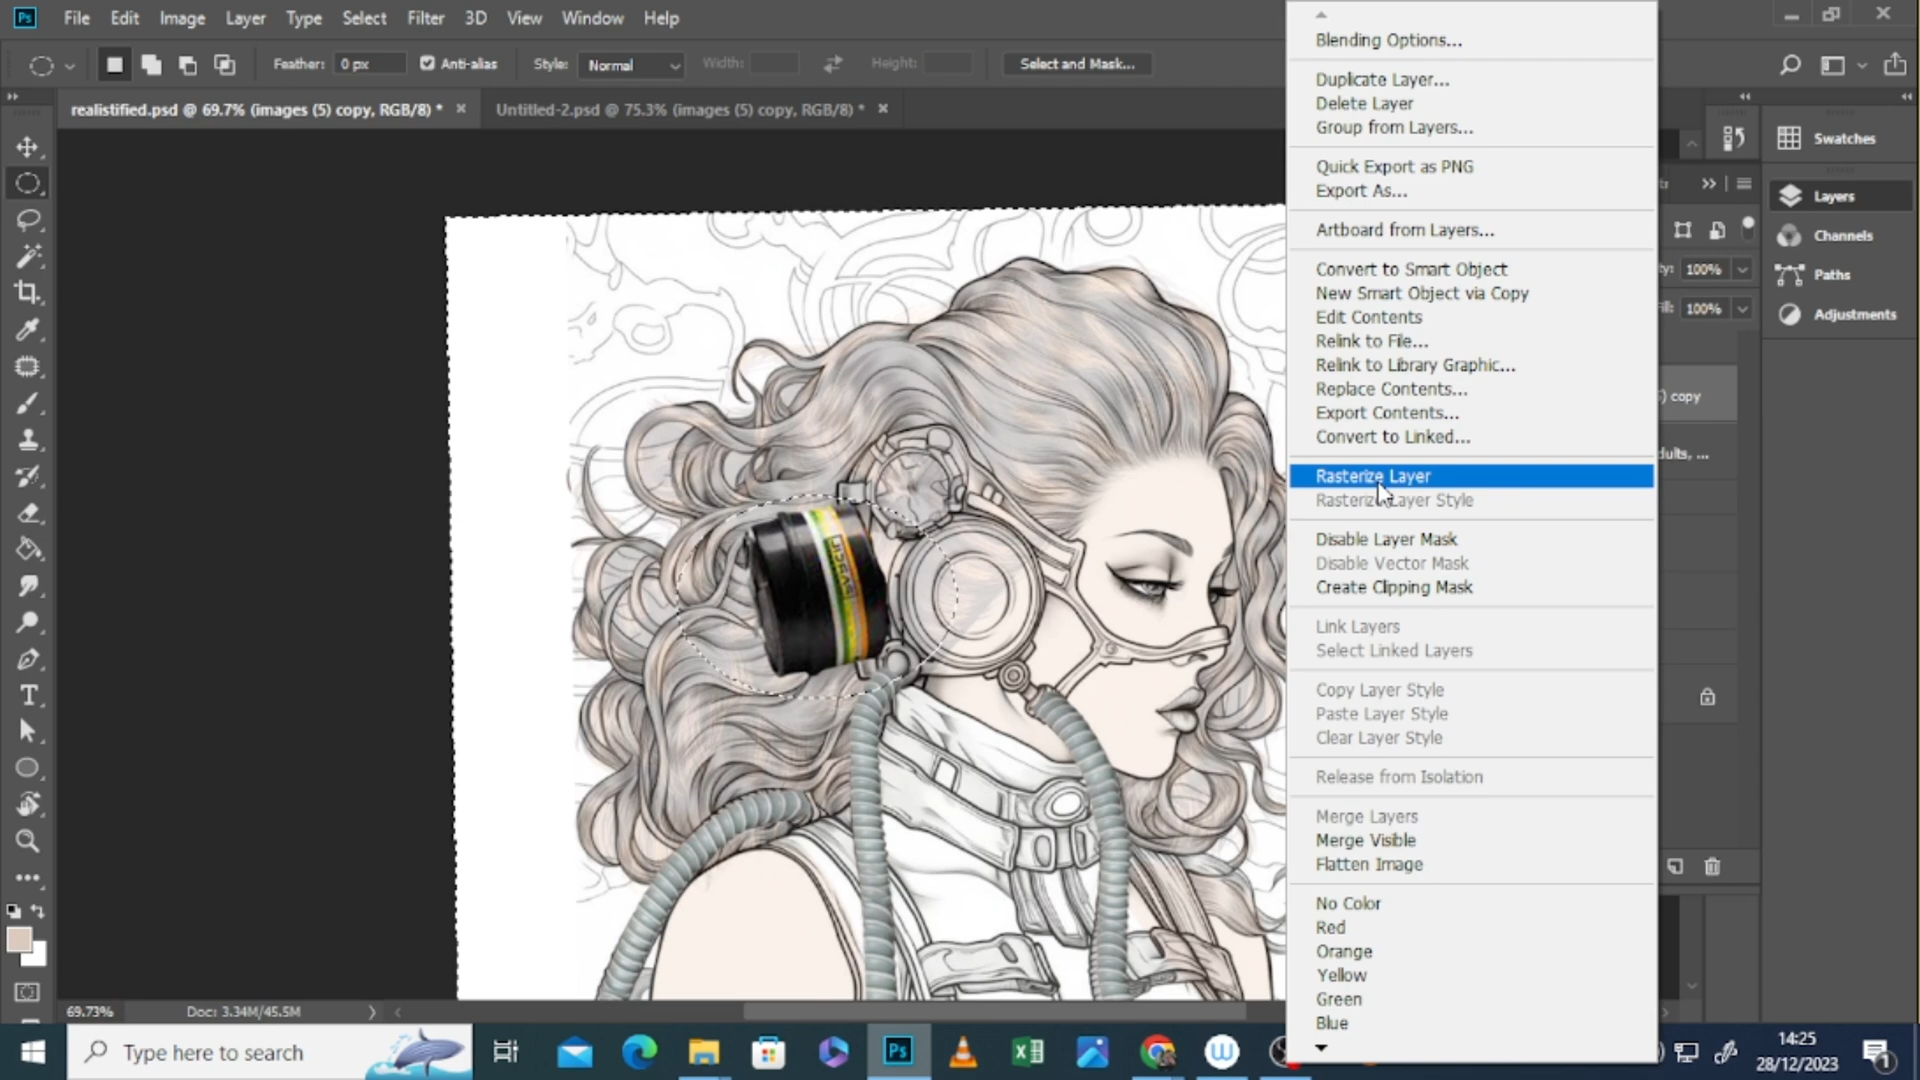 Ps File Edit Image Layer Type Select Filter 3D View Window Help
Feather: 0 px Anti-alias Style: Normal Width: Height: Select and Mask...
realistified.psd @ 69.7% (images (5) copy, RGB/8) *
Untitled-2.psd @ 75.3% (images (5) copy, RGB/8) *
Blending Options...
Duplicate Layer...
Delete Layer
Group from Layers...
Quick Export as PNG
Export As...
Artboard from Layers...
Convert to Smart Object
New Smart Object via Copy
Edit Contents
Relink to File...
Relink to Library Graphic...
Replace Contents...
Export Contents...
Convert to Linked...
Rasterize Layer
Rasterize Layer Style
Disable Layer Mask
Disable Vector Mask
Create Clipping Mask
Link Layers
Select Linked Layers
Copy Layer Style
Paste Layer Style
Clear Layer Style
Release from Isolation
Merge Layers
Merge Visible
Flatten Image
No Color
Red
Orange
Yellow
Green
Blue
100%
100%
) copy
Swatches
Layers
Channels
Paths
Adjustments
69.73% Doc: 3.34M/45.5M
Type here to search
Ps
14:25
28/12/2023
1